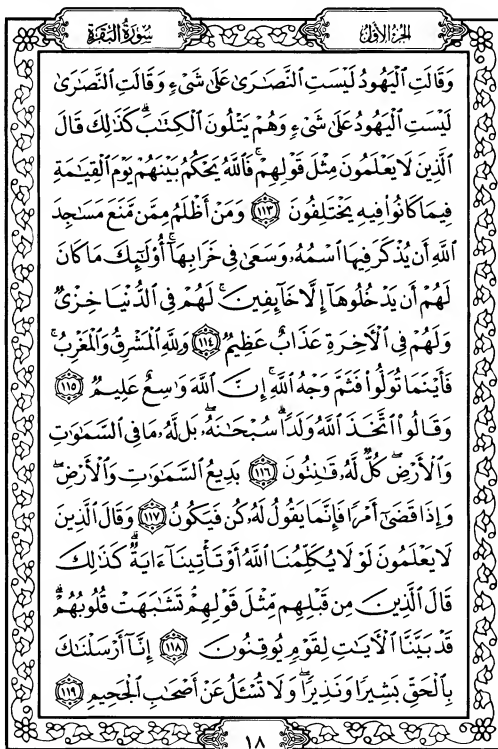 الجزء الأول
سورة البقرة
وَقَالَتِ ٱلْيَهُودُ لَيْسَتِ ٱلنَّصَٰرَىٰ عَلَىٰ شَىْءٍ وَقَالَتِ ٱلنَّصَٰرَىٰ
لَيْسَتِ ٱلْيَهُودُ عَلَىٰ شَىْءٍ وَهُمْ يَتْلُونَ ٱلْكِتَٰبَ ۗ كَذَٰلِكَ قَالَ
ٱلَّذِينَ لَا يَعْلَمُونَ مِثْلَ قَوْلِهِمْ ۚ فَٱللَّهُ يَحْكُمُ بَيْنَهُمْ يَوْمَ ٱلْقِيَٰمَةِ
فِيمَا كَانُوا۟ فِيهِ يَخْتَلِفُونَ ١١٣ وَمَنْ أَظْلَمُ مِمَّن مَّنَعَ مَسَٰجِدَ
ٱللَّهِ أَن يُذْكَرَ فِيهَا ٱسْمُهُۥ وَسَعَىٰ فِى خَرَابِهَآ ۚ أُو۟لَٰٓئِكَ مَا كَانَ
لَهُمْ أَن يَدْخُلُوهَآ إِلَّا خَآئِفِينَ ۚ لَهُمْ فِى ٱلدُّنْيَا خِزْىٌ
وَلَهُمْ فِى ٱلْءَاخِرَةِ عَذَابٌ عَظِيمٌ ١١٤ وَلِلَّهِ ٱلْمَشْرِقُ وَٱلْمَغْرِبُ ۚ
فَأَيْنَمَا تُوَلُّوا۟ فَثَمَّ وَجْهُ ٱللَّهِ ۚ إِنَّ ٱللَّهَ وَٰسِعٌ عَلِيمٌ ١١٥
وَقَالُوا۟ ٱتَّخَذَ ٱللَّهُ وَلَدًا ۗ سُبْحَٰنَهُۥ ۖ بَل لَّهُۥ مَا فِى ٱلسَّمَٰوَٰتِ
وَٱلْأَرْضِ ۖ كُلٌّ لَّهُۥ قَٰنِتُونَ ١١٦ بَدِيعُ ٱلسَّمَٰوَٰتِ وَٱلْأَرْضِ ۖ
وَإِذَا قَضَىٰٓ أَمْرًا فَإِنَّمَا يَقُولُ لَهُۥ كُن فَيَكُونُ ١١٧ وَقَالَ ٱلَّذِينَ
لَا يَعْلَمُونَ لَوْلَا يُكَلِّمُنَا ٱللَّهُ أَوْ تَأْتِينَآ ءَايَةٌ ۗ كَذَٰلِكَ
قَالَ ٱلَّذِينَ مِن قَبْلِهِم مِّثْلَ قَوْلِهِمْ ۘ تَشَٰبَهَتْ قُلُوبُهُمْ ۗ
قَدْ بَيَّنَّا ٱلْءَايَٰتِ لِقَوْمٍ يُوقِنُونَ ١١٨ إِنَّآ أَرْسَلْنَٰكَ
بِٱلْحَقِّ بَشِيرًا وَنَذِيرًا ۖ وَلَا تُسْـَٔلُ عَنْ أَصْحَٰبِ ٱلْجَحِيمِ ١١٩
١٨